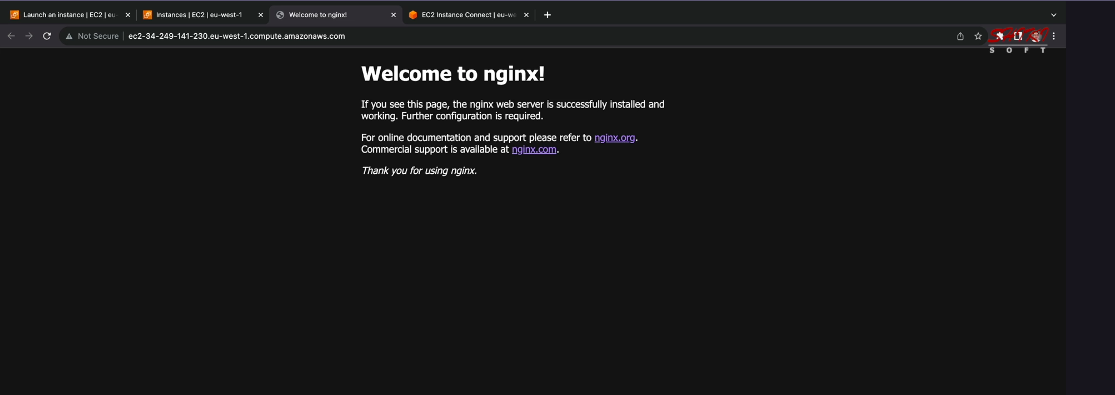 Launch an instance | EC2 | eu-
Instances | EC2 | eu-west-1
Welcome to nginx!
EC2 Instance Connect | eu-we
Not Secure
ec2-34-249-141-230.eu-west-1.compute.amazonaws.com
S O F T
Welcome to nginx!
If you see this page, the nginx web server is successfully installed and
working. Further configuration is required.
For online documentation and support please refer to nginx.org.
Commercial support is available at nginx.com.
Thank you for using nginx.